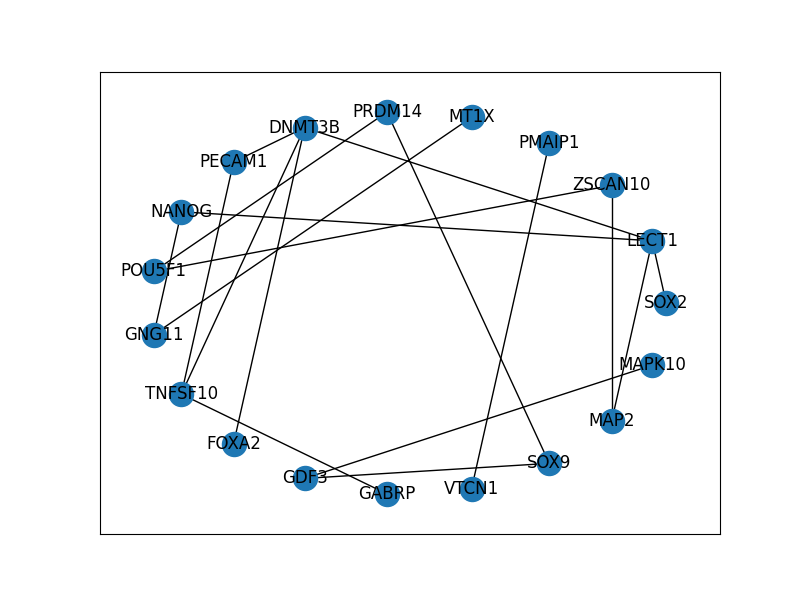 PRDM14
MT1X
DNMT3B
PMAIP1
PECAM1
ZSCAN10
NANOG
LECT1
POU5F1
SOX2
GNG11
MAPK10
TNFSF10
MAP2
FOXA2
SOX9
GDF3
VTCN1
GABRP